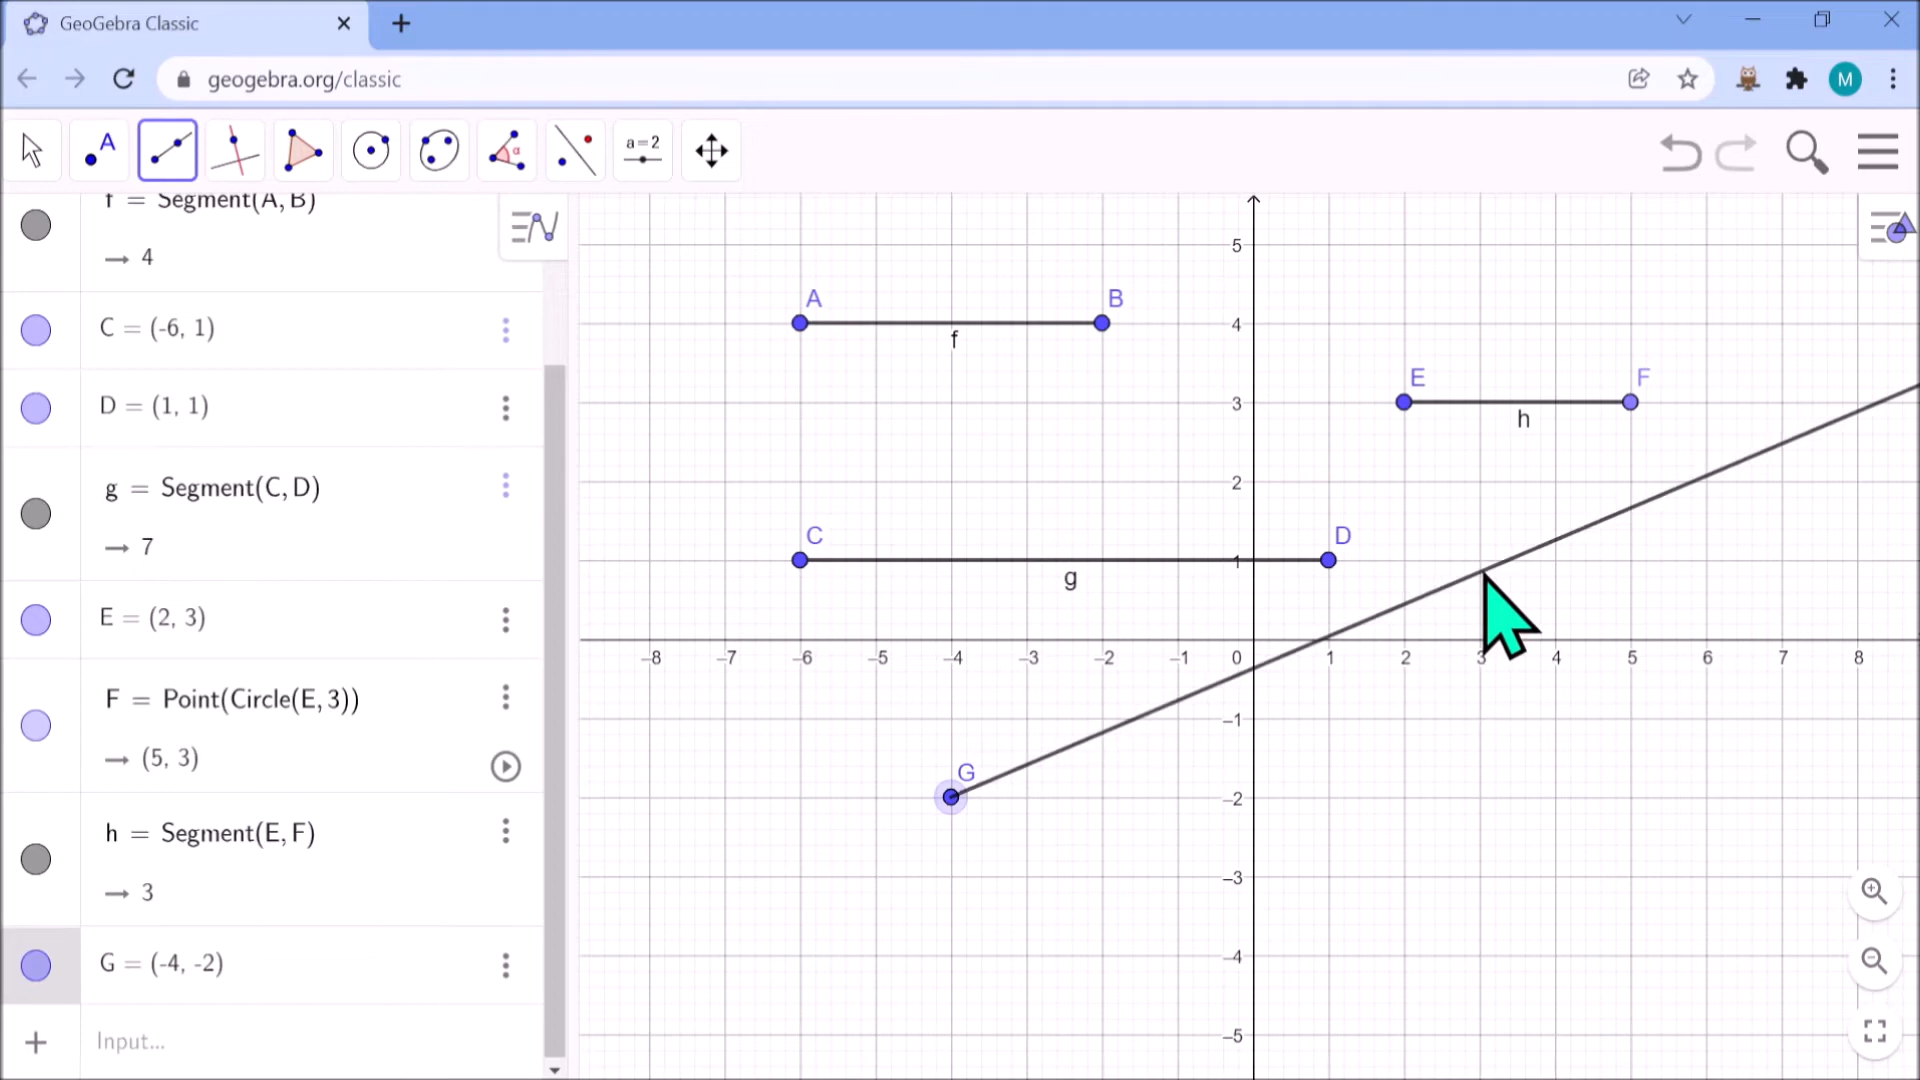 GeoGebra Classic
geogebra.org/classic
M
A
α
a=2
f = Segment(A, B)
→ 4
C = (-6, 1)
D = (1, 1)
g = Segment(C, D)
→ 7
E = (2, 3)
F = Point(Circle(E, 3))
→ (5, 3)
h = Segment(E, F)
→ 3
G = (-4, -2)
Input...
5
A
B
4
f
E
F
3
h
2
C
D
1
g
–8 –7 –6 –5 –4 –3 –2 –1 0 1 2 3 4 5 6 7 8
–1
G
–2
–3
–4
–5